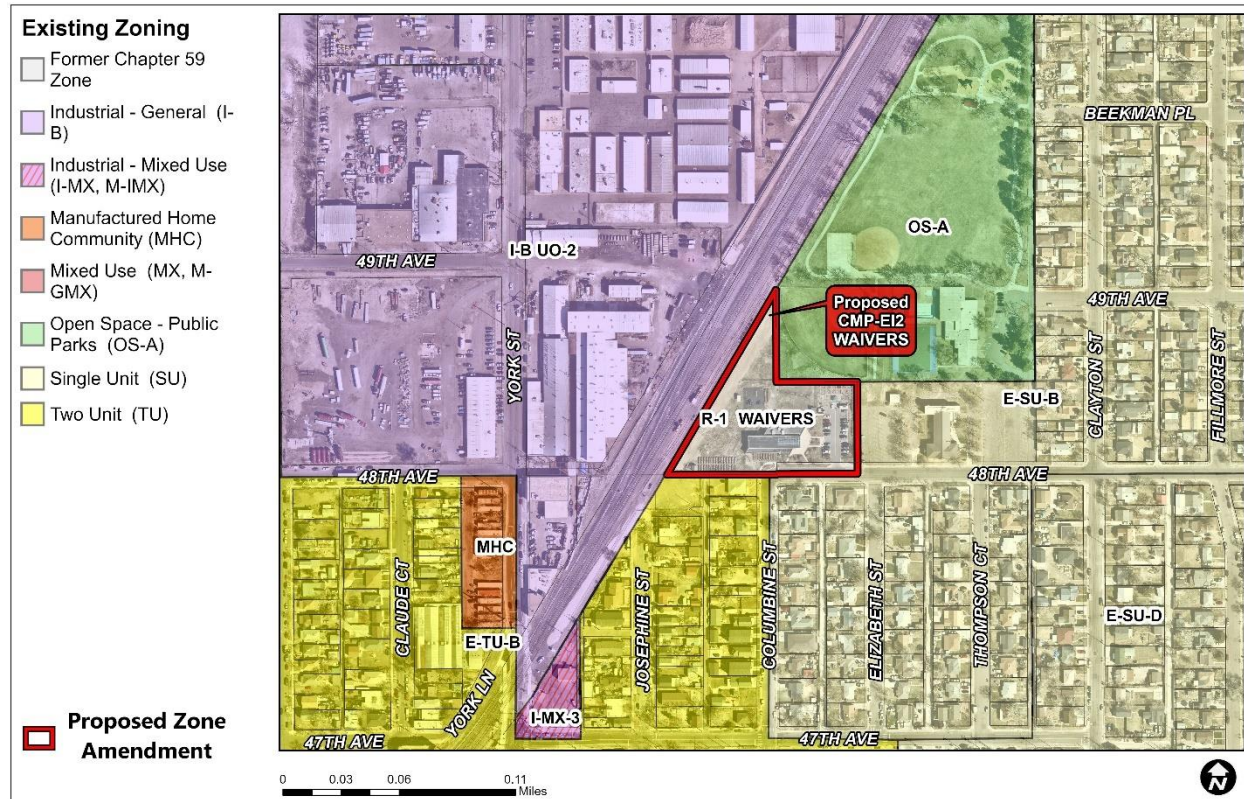 Existing Zoning
Former Chapter 59
Zone
Industrial - General (I-
B)
Industrial - Mixed Use
(I-MX, M-IMX)
Manufactured Home
Community (MHC)
Mixed Use (MX, M-
GMX)
Open Space - Public
Parks (OS-A)
Single Unit (SU)
Two Unit (TU)
Proposed Zone
Amendment
BEEKMAN PL
OS-A
I-B UO-2
49TH AVE
49TH AVE
Proposed
CMP-EI2
WAIVERS
YORK ST
CLAYTON ST
FILLMORE ST
E-SU-B
R-1 WAIVERS
48TH AVE
48TH AVE
MHC
CLAUDE CT
E-TU-B
YORK LN
JOSEPHINE ST
COLUMBINE ST
ELIZABETH ST
THOMPSON CT
E-SU-D
I-MX-3
47TH AVE
47TH AVE
0 0.03 0.06 0.11
Miles
N